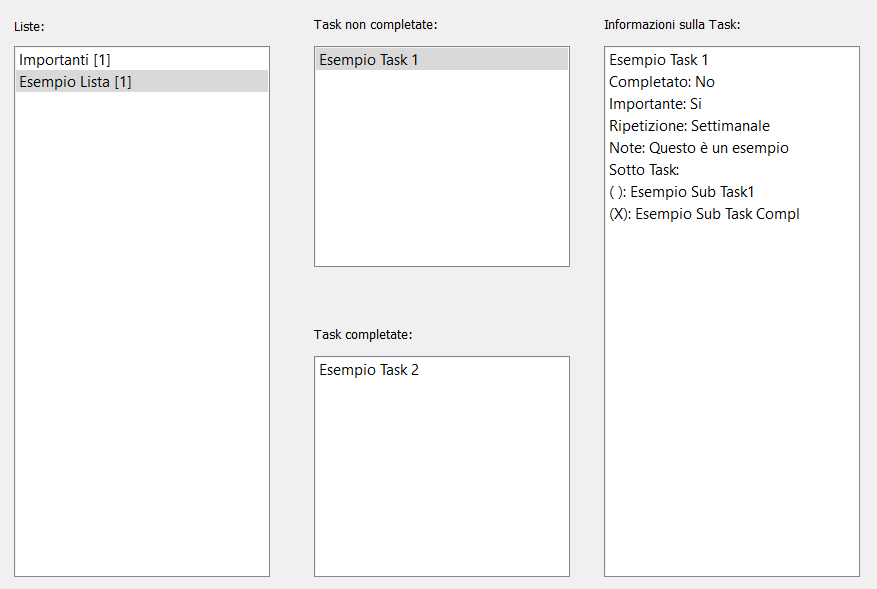 Liste:
Importanti [1]
Esempio Lista [1]
Task non completate:
Esempio Task 1
Task completate:
Esempio Task 2
Informazioni sulla Task:
Esempio Task 1
Completato: No
Importante: Si
Ripetizione: Settimanale
Note: Questo è un esempio
Sotto Task:
( ): Esempio Sub Task1
(X): Esempio Sub Task Compl